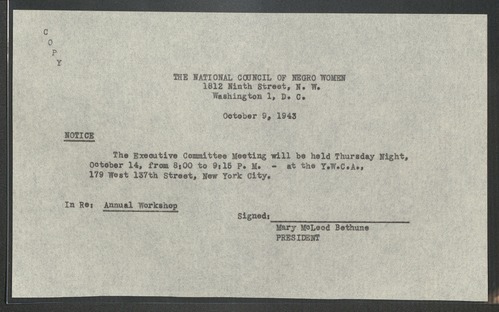 COPY
THE NATIONAL COUNCIL OF NEGRO WOMEN
1812 Ninth Street, N. W.
Washington 1, D. C.
October 9, 1943
NOTICE
The Executive Committee Meeting will be held Thursday Night,
October 14, from 8:00 to 9:15 P. M. - at the Y.W.C.A.,
179 West 137th Street, New York City.
In Re: Annual Workshop
Signed:
Mary McLeod Bethune
PRESIDENT